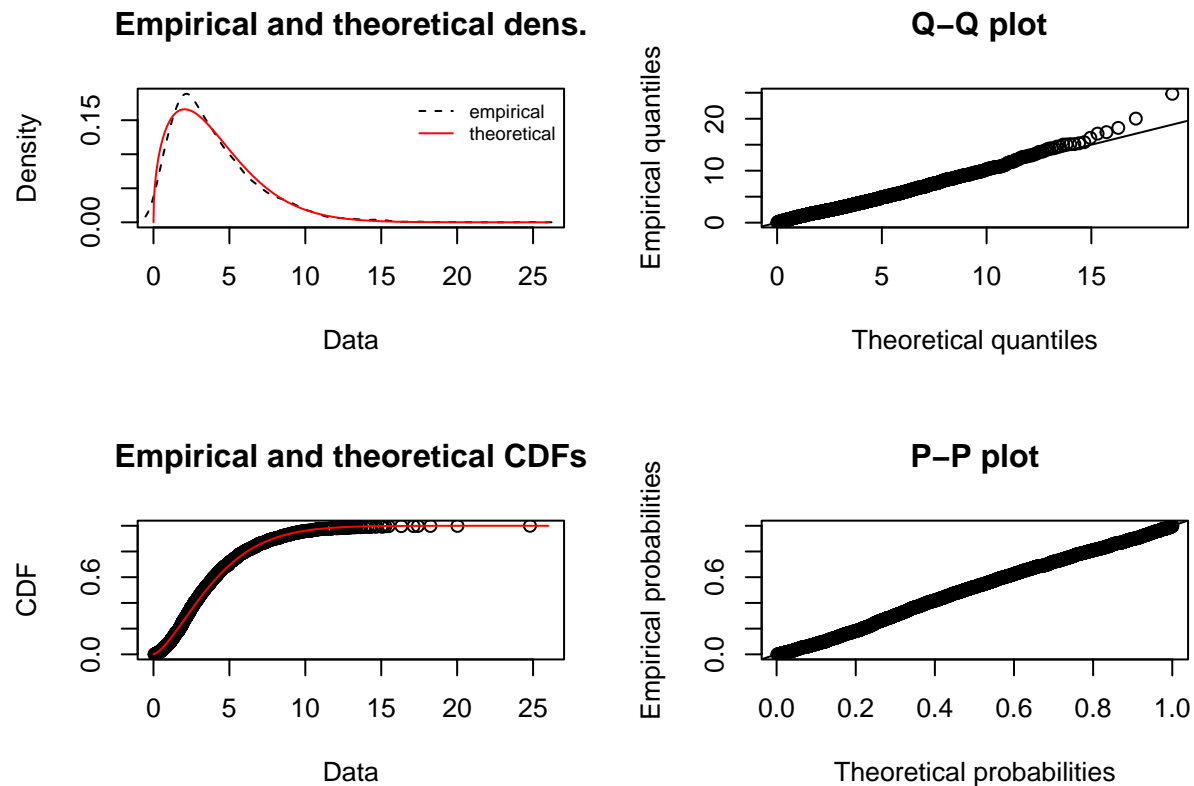 Empirical and theoretical dens.
Density
0.00
0.15
empirical
theoretical
0 5 10 15 20 25
Data
Q−Q plot
Empirical quantiles
0 10 20
0 5 10 15
Theoretical quantiles
Empirical and theoretical CDFs
CDF
0.0 0.6
0 5 10 15 20 25
Data
P−P plot
Empirical probabilities
0.0 0.6
0.0 0.2 0.4 0.6 0.8 1.0
Theoretical probabilities